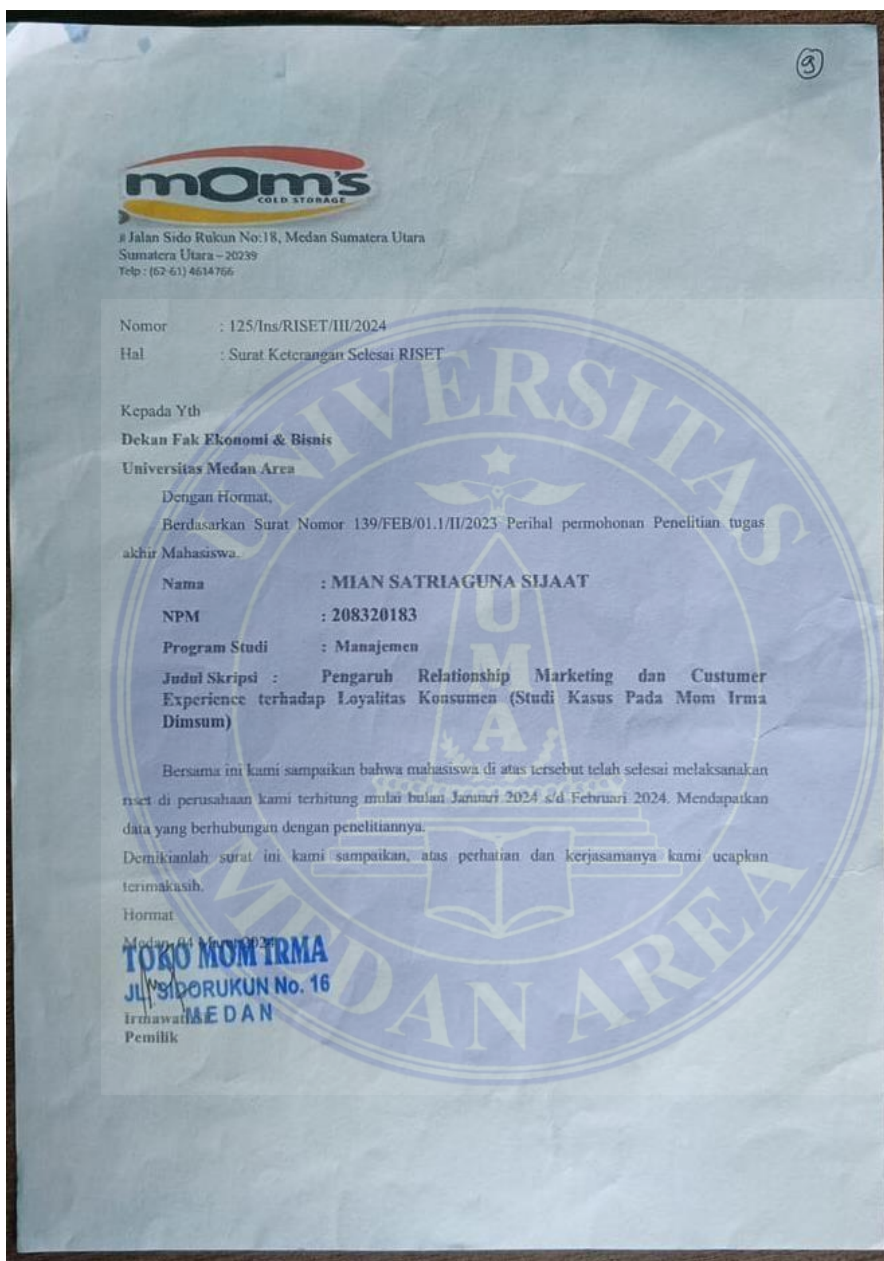 9
mom's
COLD STORAGE
Jalan Sido Rukun No:18, Medan Sumatera Utara
Sumatera Utara – 20239
Telp : (62-61) 4614766
Nomor : 125/Ins/RISET/III/2024
Hal : Surat Keterangan Selesai RISET
Kepada Yth
Dekan Fak Ekonomi & Bisnis
Universitas Medan Area
Dengan Hormat,
Berdasarkan Surat Nomor 139/FEB/01.1/II/2023 Perihal permohonan Penelitian tugas
akhir Mahasiswa.
Nama : MIAN SATRIAGUNA SIJAAT
NPM : 208320183
Program Studi : Manajemen
Judul Skripsi : Pengaruh Relationship Marketing dan Custumer
Experience terhadap Loyalitas Konsumen (Studi Kasus Pada Mom Irma
Dimsum)
Bersama ini kami sampaikan bahwa mahasiswa di atas tersebut telah selesai melaksanakan
riset di perusahaan kami terhitung mulai bulan Januari 2024 s/d Februari 2024. Mendapatkan
data yang berhubungan dengan penelitiannya.
Demikianlah surat ini kami sampaikan, atas perhatian dan kerjasamanya kami ucapkan
terimakasih.
Hormat
Medan, 04 Maret 2024
TOKO MOM IRMA
JL. SIDORUKUN No. 16
MEDAN
Pemilik
UNIVERSITAS
MEDAN AREA
UMA